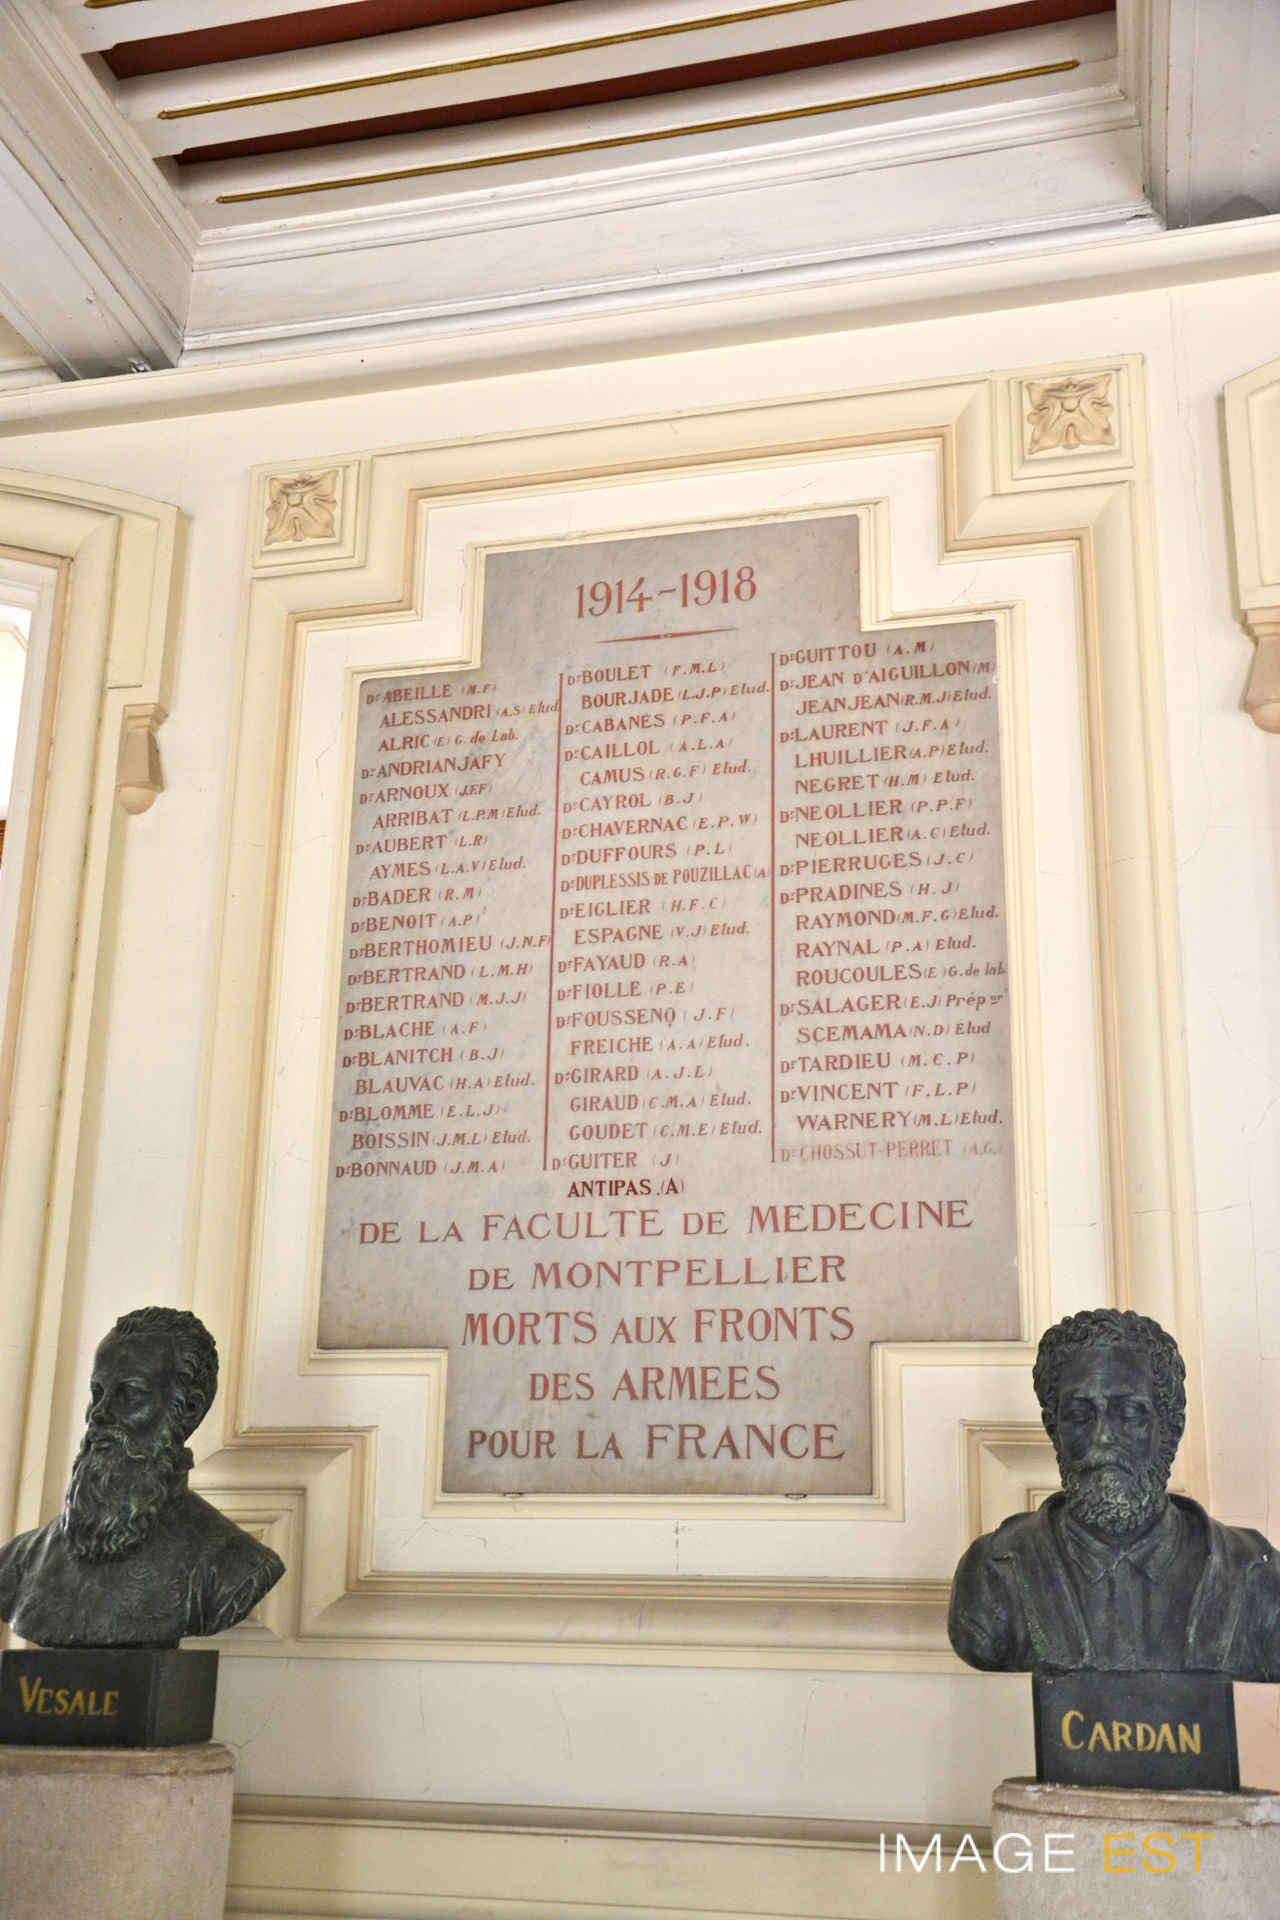 1914-1918
Dr ABEILLE (M.F)
ALESSANDRI (A.S) Etud.
ALRIC (E) G. de Lab.
Dr ANDRIANJAFY
Dr ARNOUX (J.F.F)
ARRIBAT (L.P.M) Etud.
Dr AUBERT (L.R)
AYMES (L.A.V) Etud.
Dr BADER (R.M)
Dr BENOIT (A.P)
Dr BERTHOMIEU (J.N.F)
Dr BERTRAND (L.M.H)
Dr BERTRAND (M.J.J)
Dr BLACHE (A.F)
Dr BLANITCH (B.J)
BLAUVAC (H.A) Etud.
Dr BLOMME (E.L.J)
BOISSIN (J.M.L) Etud.
Dr BONNAUD (J.M.A)
Dr BOULET (F.M.L)
BOURJADE (L.J.P) Etud.
Dr CABANES (P.F.A)
Dr CAILLOL (A.L.A)
CAMUS (R.G.F) Etud.
Dr CAYROL (B.J)
Dr CHAVERNAC (E.P.W)
Dr DUFFOURS (P.L)
Dr DUPLESSIS DE POUZILLAC (A)
Dr EIGLIER (H.F.C)
ESPAGNE (V.J) Etud.
Dr FAYAUD (R.A)
Dr FIOLLE (P.E)
Dr FOUSSENQ (J.F)
FREICHE (A.A) Etud.
Dr GIRARD (A.J.L)
GIRAUD (C.M.A) Etud.
GOUDET (C.M.E) Etud.
Dr GUITER (J)
Dr GUITTOU (A.M)
Dr JEAN D'AIGUILLON (M)
JEANJEAN (R.M.J) Etud.
Dr LAURENT (J.F.A)
LHUILLIER (A.P) Etud.
NEGRET (H.M) Etud.
Dr NEOLLIER (P.P.F)
NEOLLIER (A.C) Etud.
Dr PIERRUGES (J.C)
Dr PRADINES (H.J)
RAYMOND (M.F.G) Etud.
RAYNAL (P.A) Etud.
ROUCOULES (E) G. de lab.
Dr SALAGER (E.J) Prépur
SCEMAMA (N.D) Etud
Dr TARDIEU (M.C.P)
Dr VINCENT (F.L.P)
WARNERY (M.L) Etud.
Dr CHOSSUT-PERRET (A.G.)
ANTIPAS.(A)
DE LA FACULTE DE MEDECINE
DE MONTPELLIER
MORTS AUX FRONTS
DES ARMEES
POUR LA FRANCE
VESALE
CARDAN
IMAGE EST